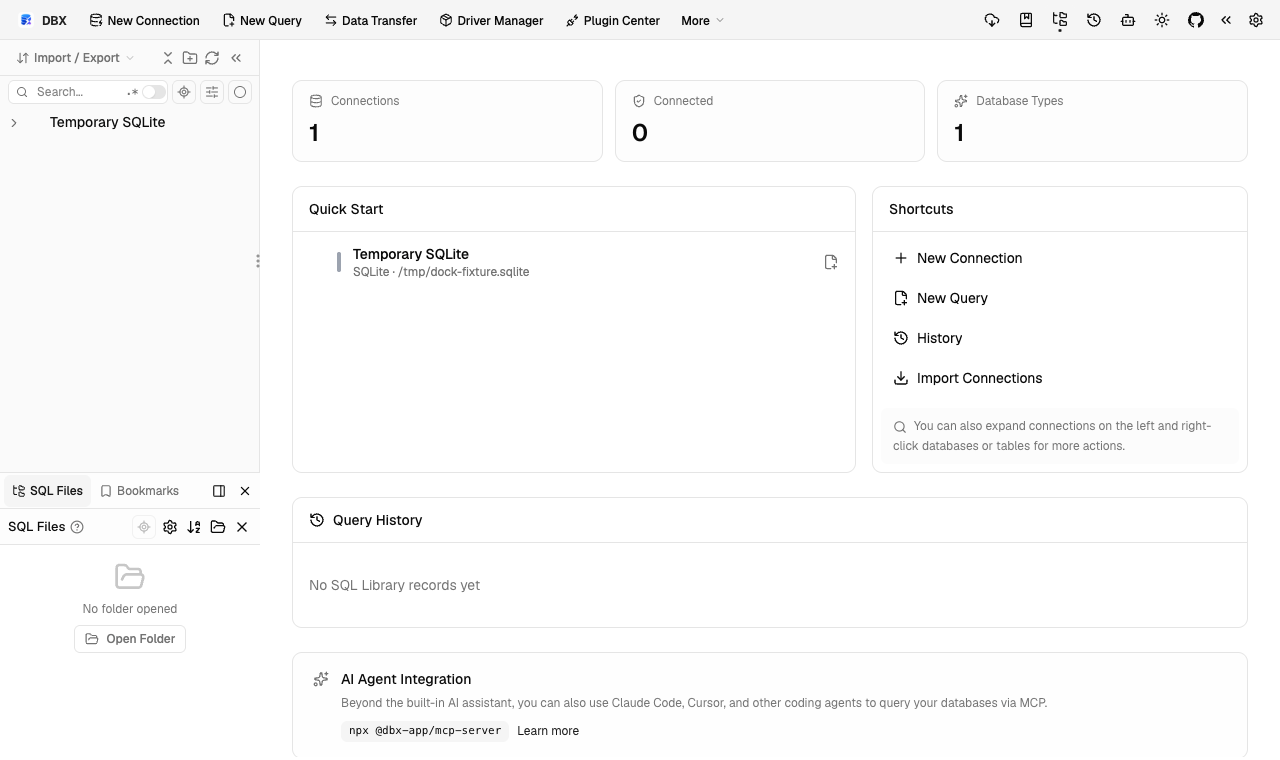 DBX
New Connection
New Query
Data Transfer
Driver Manager
Plugin Center
More
Import / Export
Search...
.*
Temporary SQLite
Connections
1
Connected
0
Database Types
1
Quick Start
Temporary SQLite
SQLite · /tmp/dock-fixture.sqlite
Shortcuts
New Connection
New Query
History
Import Connections
You can also expand connections on the left and right-
click databases or tables for more actions.
SQL Files
Bookmarks
SQL Files
No folder opened
Open Folder
Query History
No SQL Library records yet
AI Agent Integration
Beyond the built-in AI assistant, you can also use Claude Code, Cursor, and other coding agents to query your databases via MCP.
npx @dbx-app/mcp-server
Learn more